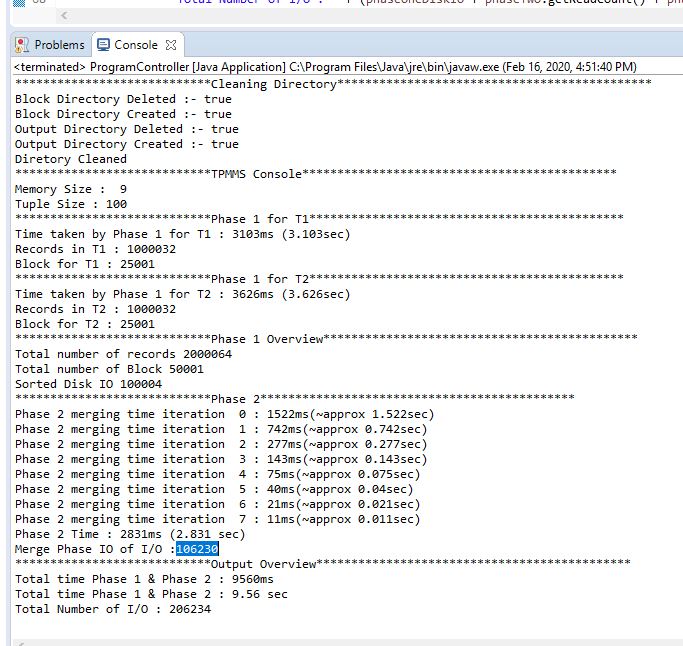 Total Number of I/O : " + (phaseOneDiskIO + phaseTwo.getReadCount() +
Problems
Console
<terminated> ProgramController [Java Application] C:\Program Files\Java\jre\bin\javaw.exe (Feb 16, 2020, 4:51:40 PM)
****************************Cleaning Directory*********************************************
Block Directory Deleted :- true
Block Directory Created :- true
Output Directory Deleted :- true
Output Directory Created :- true
Diretory Cleaned
****************************TPMMS Console*********************************************
Memory Size :  9
Tuple Size : 100
****************************Phase 1 for T1*********************************************
Time taken by Phase 1 for T1 : 3103ms (3.103sec)
Records in T1 : 1000032
Block for T1 : 25001
****************************Phase 1 for T2*********************************************
Time taken by Phase 1 for T2 : 3626ms (3.626sec)
Records in T2 : 1000032
Block for T2 : 25001
****************************Phase 1 Overview*********************************************
Total number of records 2000064
Total number of Block 50001
Sorted Disk IO 100004
****************************Phase 2*********************************************
Phase 2 merging time iteration  0 : 1522ms(~approx 1.522sec)
Phase 2 merging time iteration  1 : 742ms(~approx 0.742sec)
Phase 2 merging time iteration  2 : 277ms(~approx 0.277sec)
Phase 2 merging time iteration  3 : 143ms(~approx 0.143sec)
Phase 2 merging time iteration  4 : 75ms(~approx 0.075sec)
Phase 2 merging time iteration  5 : 40ms(~approx 0.04sec)
Phase 2 merging time iteration  6 : 21ms(~approx 0.021sec)
Phase 2 merging time iteration  7 : 11ms(~approx 0.011sec)
Phase 2 Time : 2831ms (2.831 sec)
Merge Phase IO of I/O :106230
****************************Output Overview*********************************************
Total time Phase 1 & Phase 2 : 9560ms
Total time Phase 1 & Phase 2 : 9.56 sec
Total Number of I/O : 206234